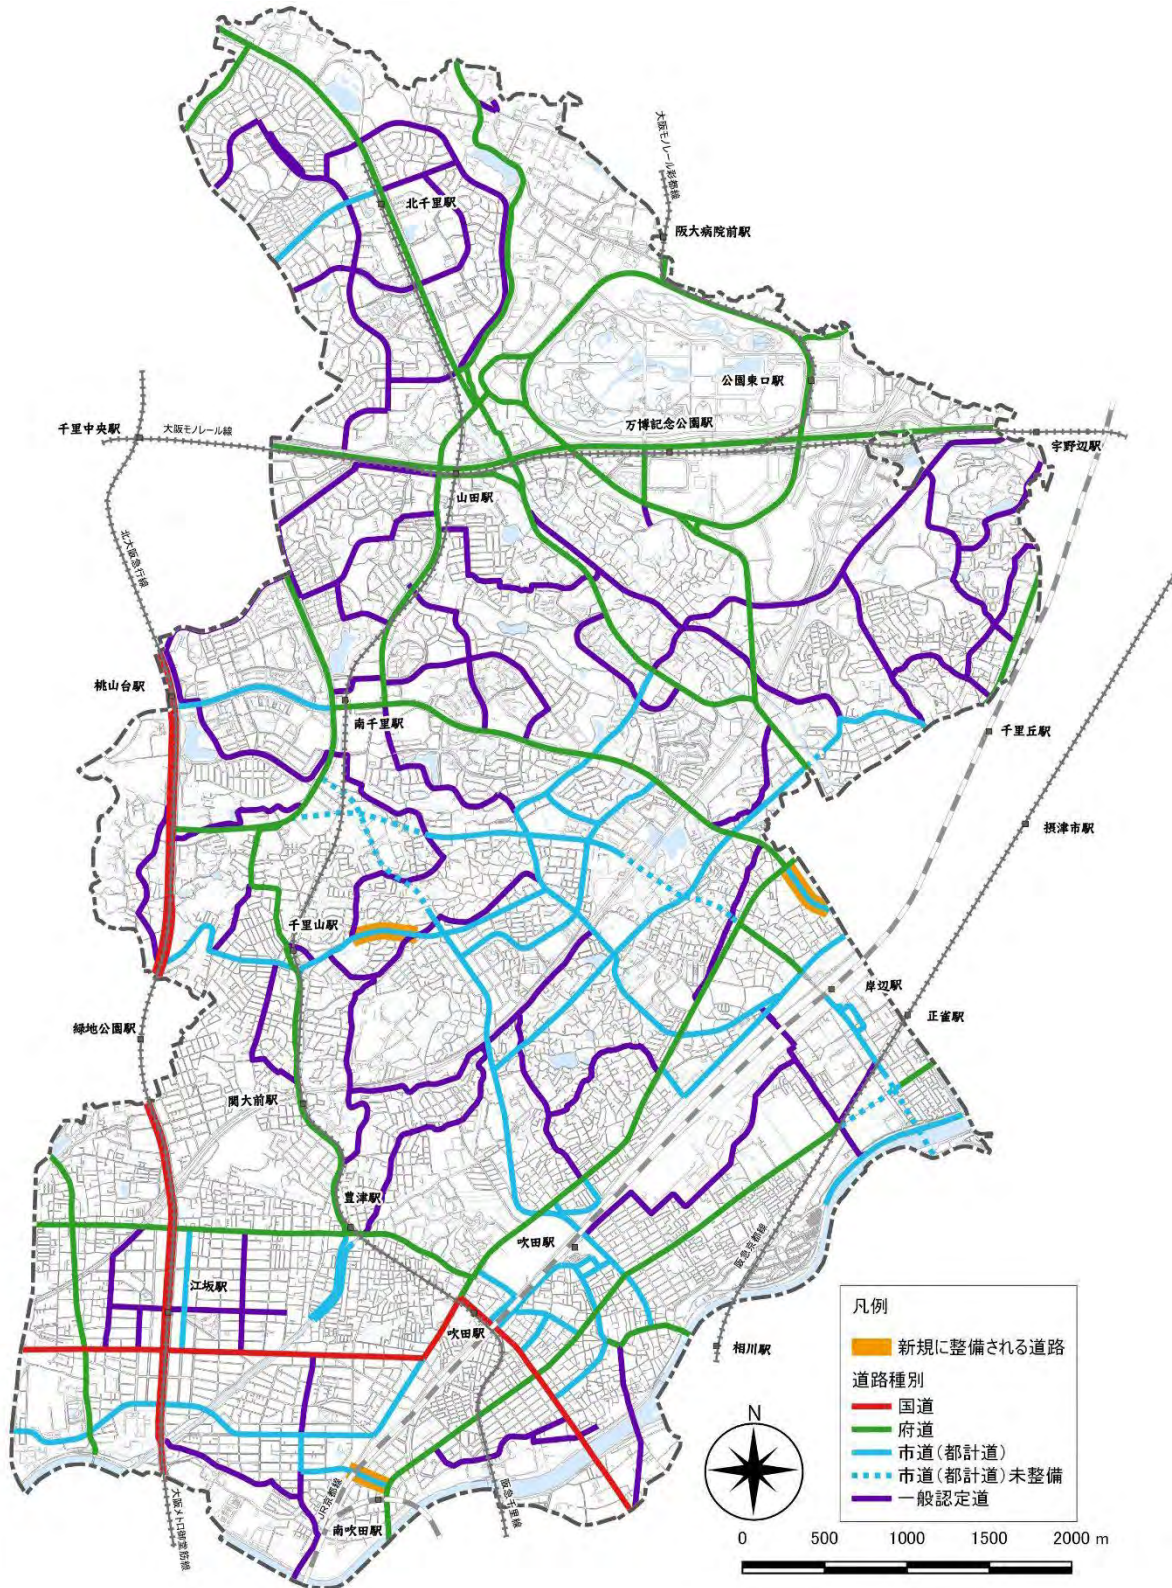 大阪モノレール彩都線
北千里駅
阪大病院前駅
公園東口駅
千里中央駅
大阪モノレール線
万博記念公園駅
宇野辺駅
山田駅
北大阪急行線
桃山台駅
南千里駅
千里丘駅
摂津市駅
千里山駅
岸辺駅
正雀駅
緑地公園駅
関大前駅
豊津駅
吹田駅
阪急京都線
江坂駅
吹田駅
相川駅
凡例
新規に整備される道路
道路種別
国道
府道
市道(都計道)
市道(都計道)未整備
一般認定道
N
JR京都線
阪急千里線
大阪メトロ御堂筋線
南吹田駅
0 500 1000 1500 2000 m